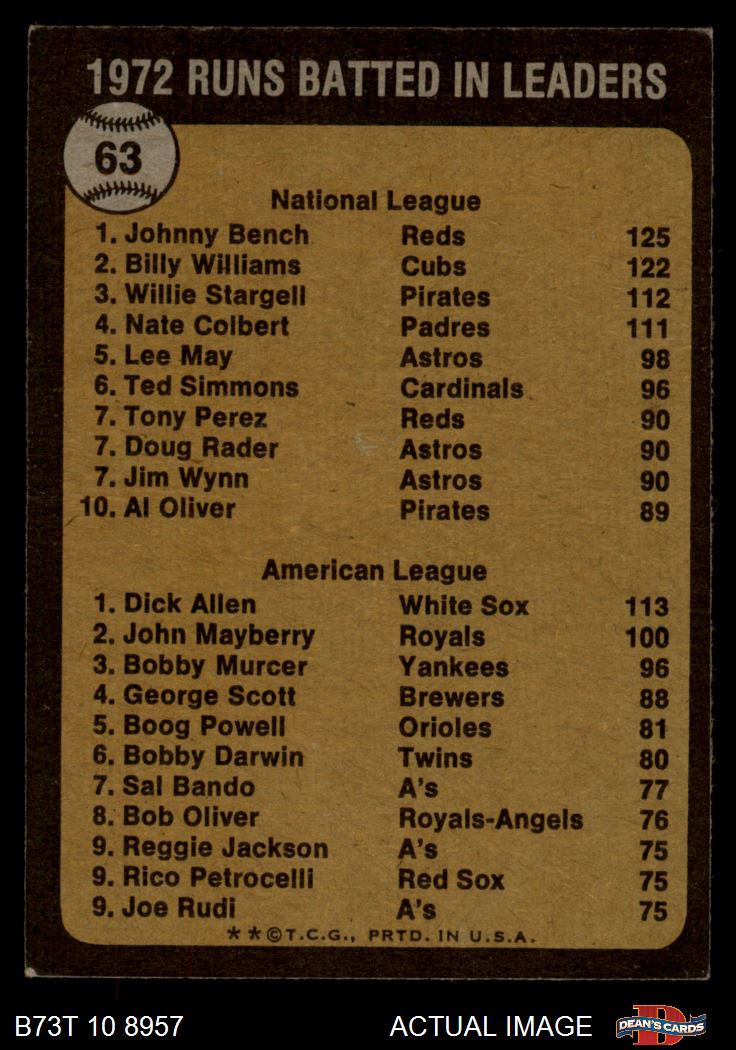 1972 RUNS BATTED IN LEADERS
63
National League
1. Johnny Bench Reds 125
2. Billy Williams Cubs 122
3. Willie Stargell Pirates 112
4. Nate Colbert Padres 111
5. Lee May Astros 98
6. Ted Simmons Cardinals 96
7. Tony Perez Reds 90
7. Doug Rader Astros 90
7. Jim Wynn Astros 90
10. Al Oliver Pirates 89
American League
1. Dick Allen White Sox 113
2. John Mayberry Royals 100
3. Bobby Murcer Yankees 96
4. George Scott Brewers 88
5. Boog Powell Orioles 81
6. Bobby Darwin Twins 80
7. Sal Bando A's 77
8. Bob Oliver Royals-Angels 76
9. Reggie Jackson A's 75
9. Rico Petrocelli Red Sox 75
9. Joe Rudi A's 75
**©T.C.G., PRTD. IN U.S.A.
B73T 10 8957 ACTUAL IMAGE D DEAN'S CARDS